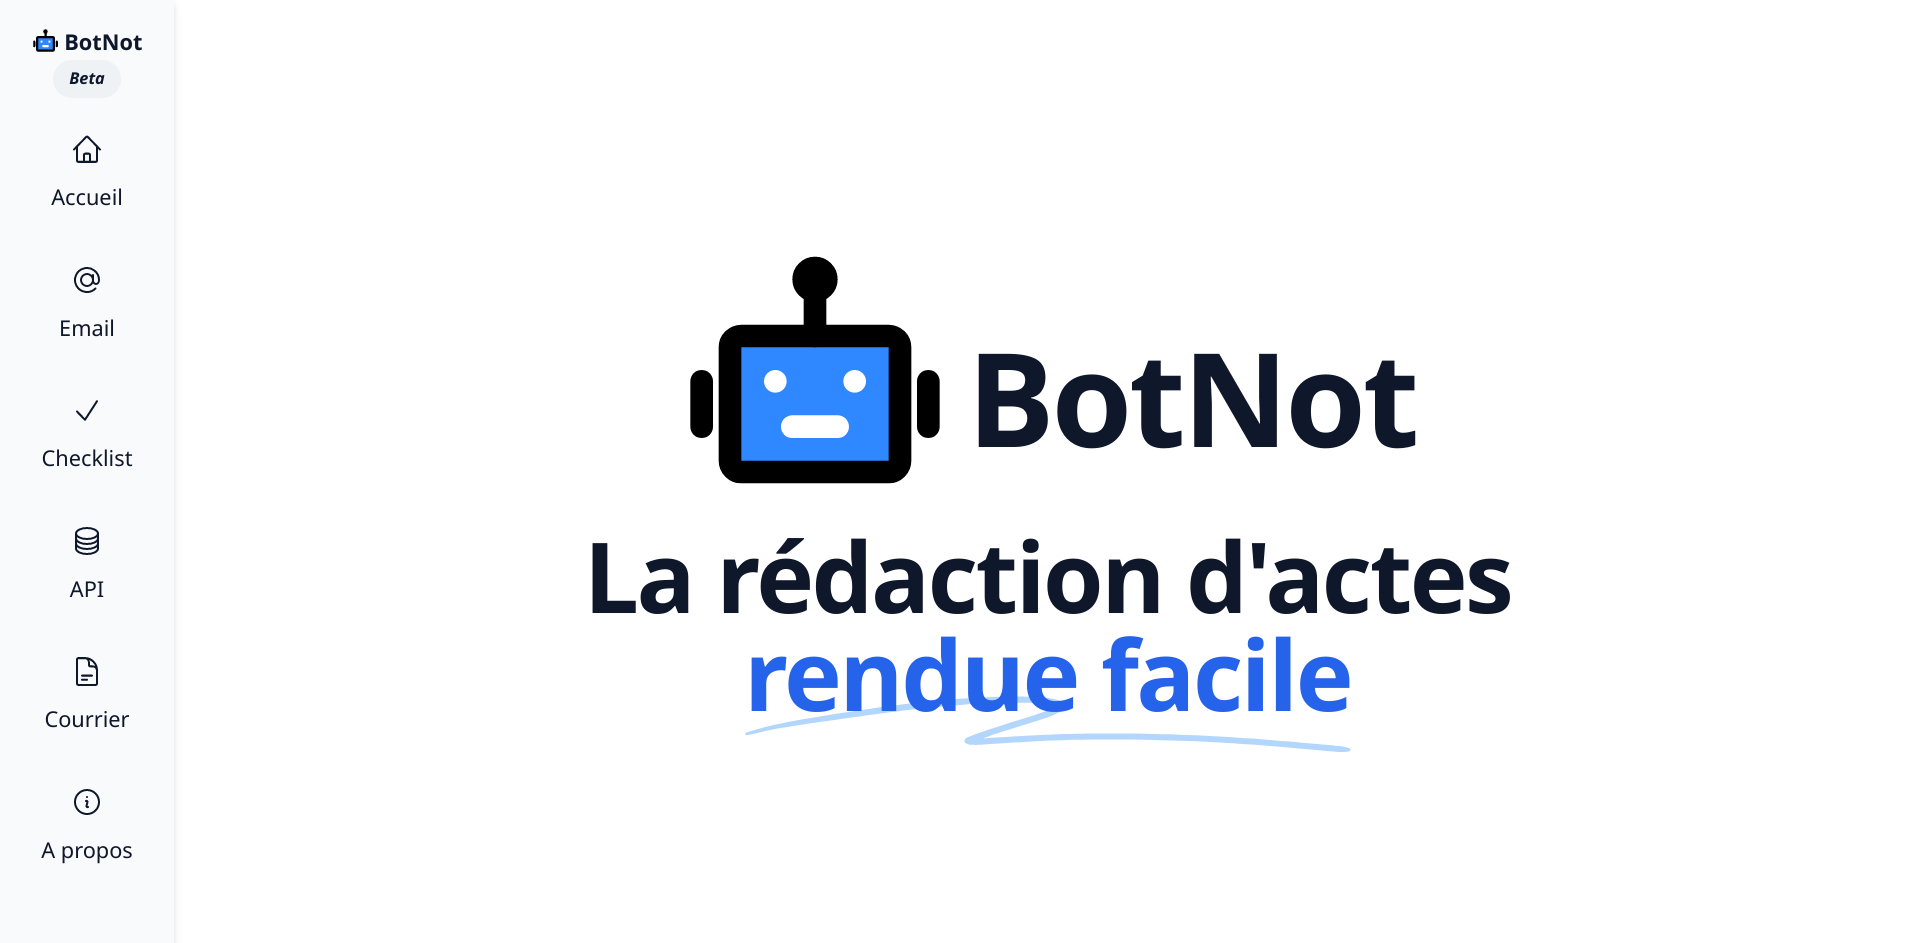 BotNot
Beta
Accueil
Email
Checklist
API
Courrier
A propos
BotNot
La rédaction d'actes
rendue facile